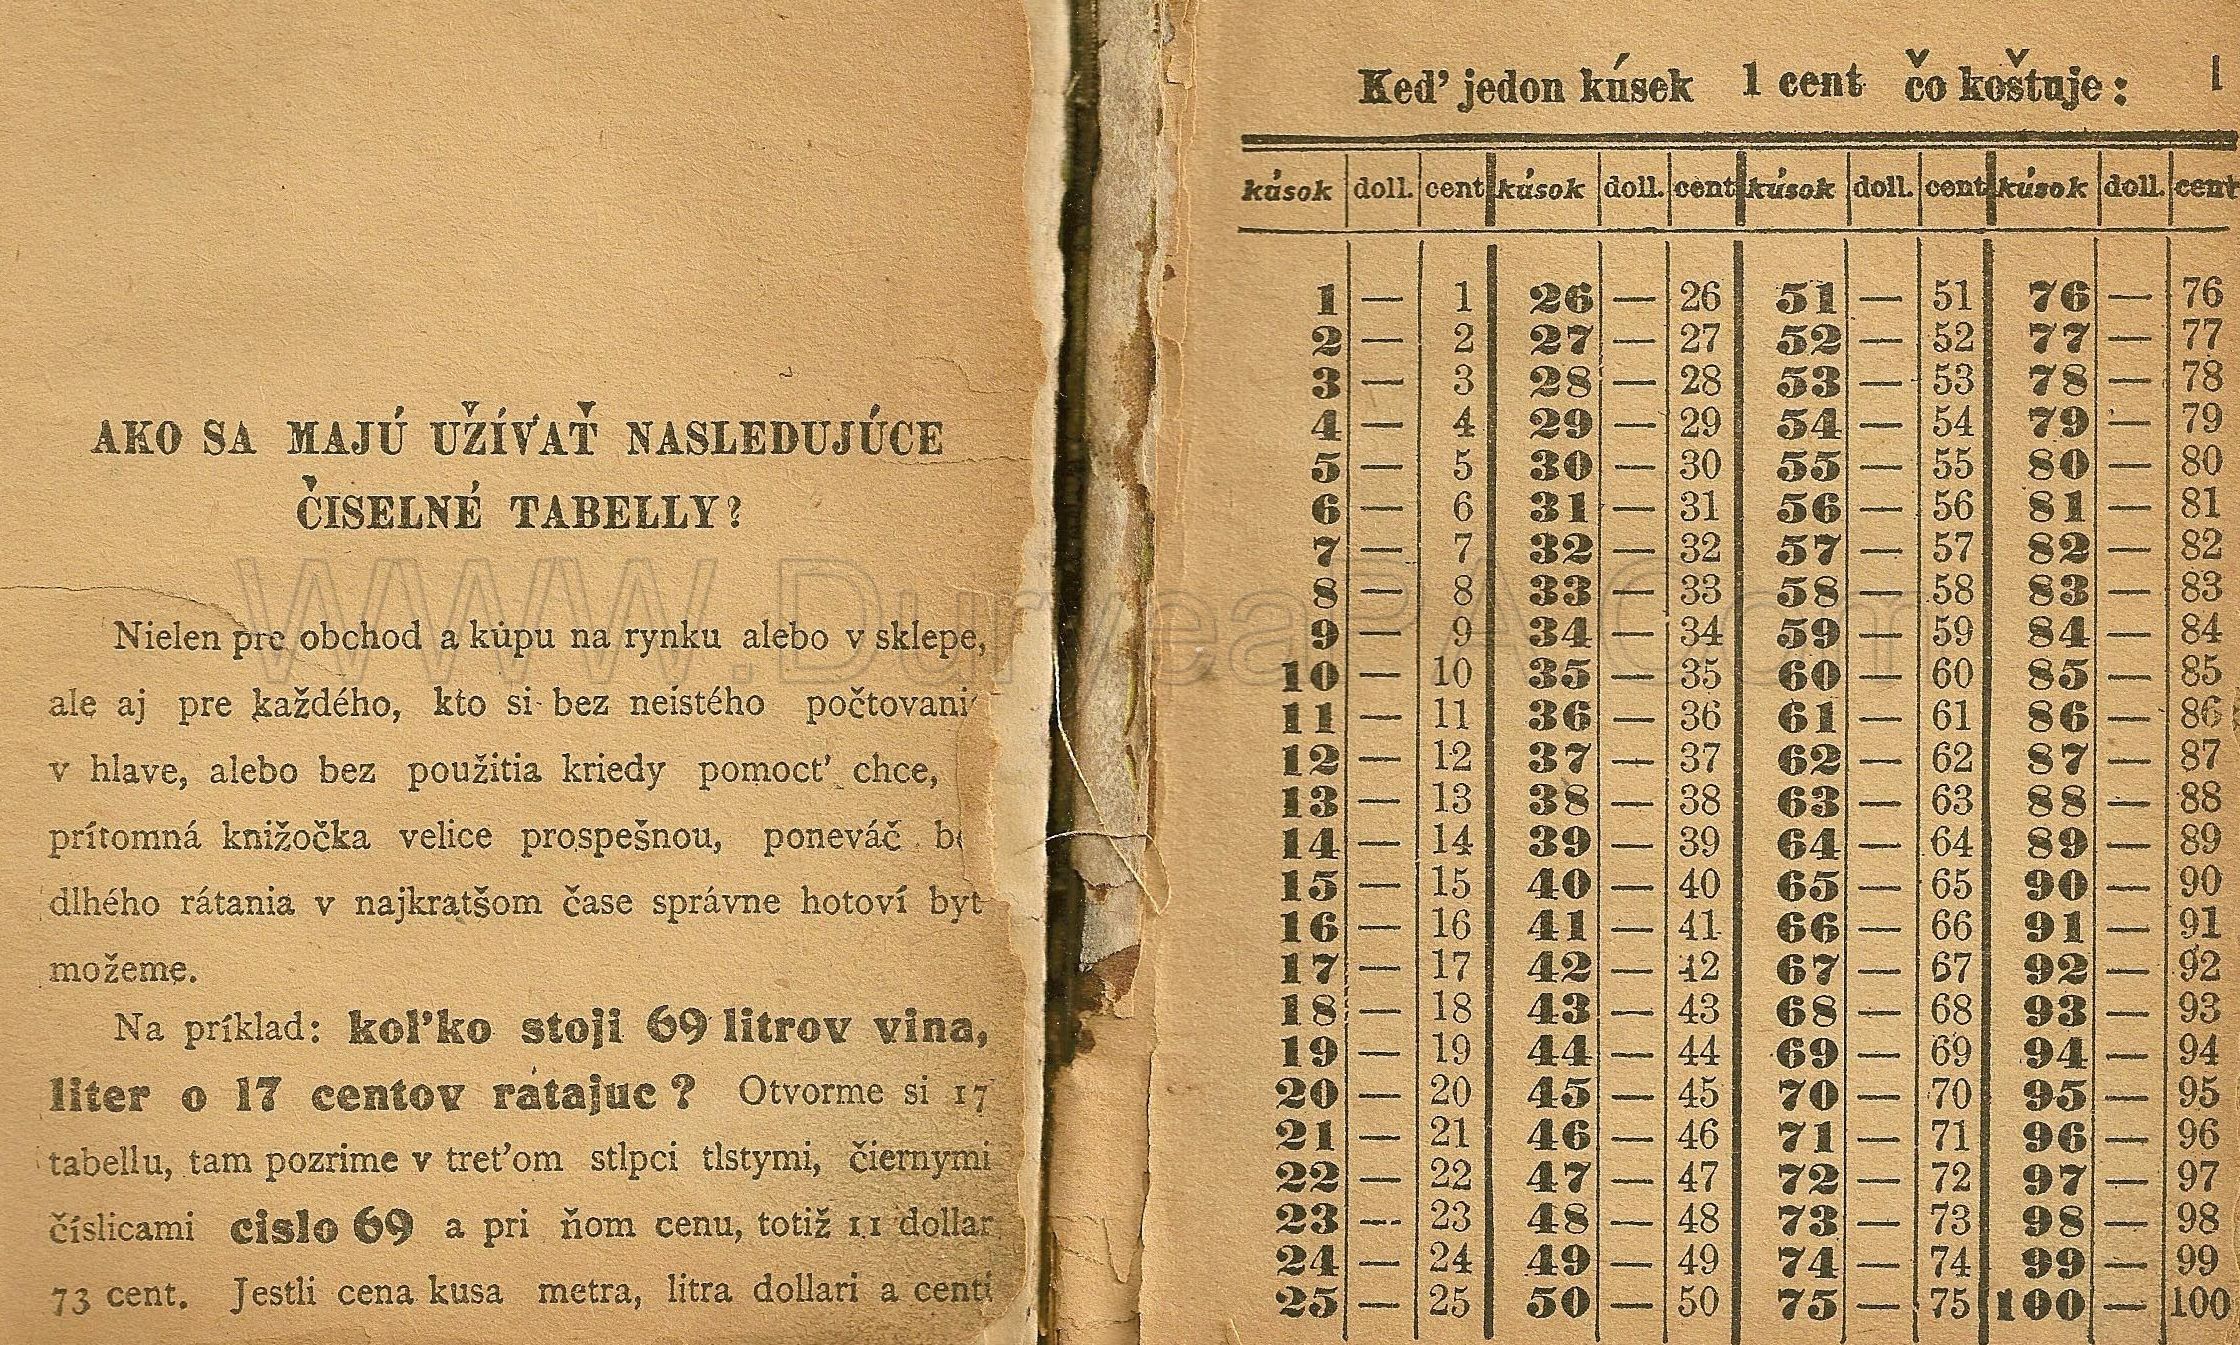 AKO SA MAJÚ UŽÍVAŤ NASLEDUJÚCE
ČISELNÉ TABELLY?
Nielen pre obchod a kúpu na rynku alebo v sklepe,
ale aj pre každého, kto si bez neistého počtovani
v hlave, alebo bez použitia kriedy pomocť chce,
prítomná knižočka velice prospešnou, poneváč
dlhého rátania v najkratšom čase správne hotoví byt
možeme.
Na príklad: koľko stoji 69 litrov vina,
liter o 17 centov rátajuc? Otvorme si 17
tabellu, tam pozrime v treťom stlpci tlstymi, čiernymi
číslicami cislo 69 a pri ňom cenu, totiž 11 dollar
73 cent. Jestli cena kusa metra, litra dollari a centi
Keď jedon kúsek 1 cent čo koštuje: 1
kúsok doll. cent kúsok doll. cent kúsok doll. cent kúsok doll. cent
1 — 1 26 — 26 51 — 51 76 — 76
2 — 2 27 — 27 52 — 52 77 — 77
3 — 3 28 — 28 53 — 53 78 — 78
4 — 4 29 — 29 54 — 54 79 — 79
5 — 5 30 — 30 55 — 55 80 — 80
6 — 6 31 — 31 56 — 56 81 — 81
7 — 7 32 — 32 57 — 57 82 — 82
8 — 8 33 — 33 58 — 58 83 — 83
9 — 9 34 — 34 59 — 59 84 — 84
10 — 10 35 — 35 60 — 60 85 — 85
11 — 11 36 — 36 61 — 61 86 — 86
12 — 12 37 — 37 62 — 62 87 — 87
13 — 13 38 — 38 63 — 63 88 — 88
14 — 14 39 — 39 64 — 64 89 — 89
15 — 15 40 — 40 65 — 65 90 — 90
16 — 16 41 — 41 66 — 66 91 — 91
17 — 17 42 — 42 67 — 67 92 — 92
18 — 18 43 — 43 68 — 68 93 — 93
19 — 19 44 — 44 69 — 69 94 — 94
20 — 20 45 — 45 70 — 70 95 — 95
21 — 21 46 — 46 71 — 71 96 — 96
22 — 22 47 — 47 72 — 72 97 — 97
23 — 23 48 — 48 73 — 73 98 — 98
24 — 24 49 — 49 74 — 74 99 — 99
25 — 25 50 — 50 75 — 75 100 — 100
WWW.DuryeaPA.Com